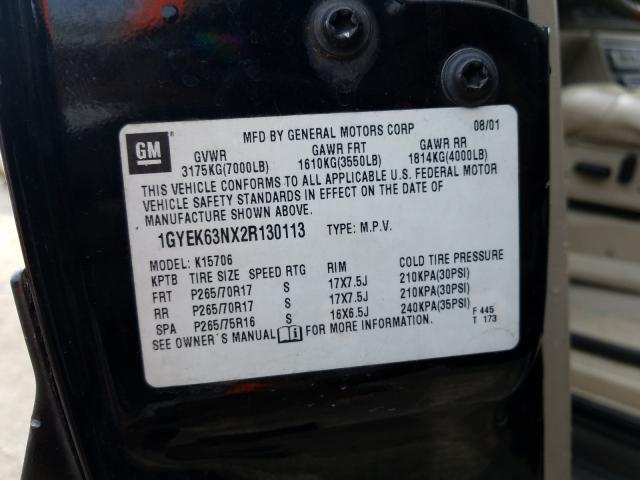 MFD BY GENERAL MOTORS CORP 08/01
GM GVWR GAWR FRT GAWR RR
3175KG(7000LB) 1610KG(3550LB) 1814KG(4000LB)
THIS VEHICLE CONFORMS TO ALL APPLICABLE U.S. FEDERAL MOTOR
VEHICLE SAFETY STANDARDS IN EFFECT ON THE DATE OF
MANUFACTURE SHOWN ABOVE.
1GYEK63NX2R130113 TYPE: M.P.V.
MODEL: K15706
KPTB TIRE SIZE SPEED RTG RIM COLD TIRE PRESSURE
FRT P265/70R17 S 17X7.5J 210KPA(30PSI)
RR P265/70R17 S 17X7.5J 210KPA(30PSI)
SPA P265/75R16 S 16X6.5J 240KPA(35PSI)
F 445
T 173
SEE OWNER'S MANUAL FOR MORE INFORMATION.